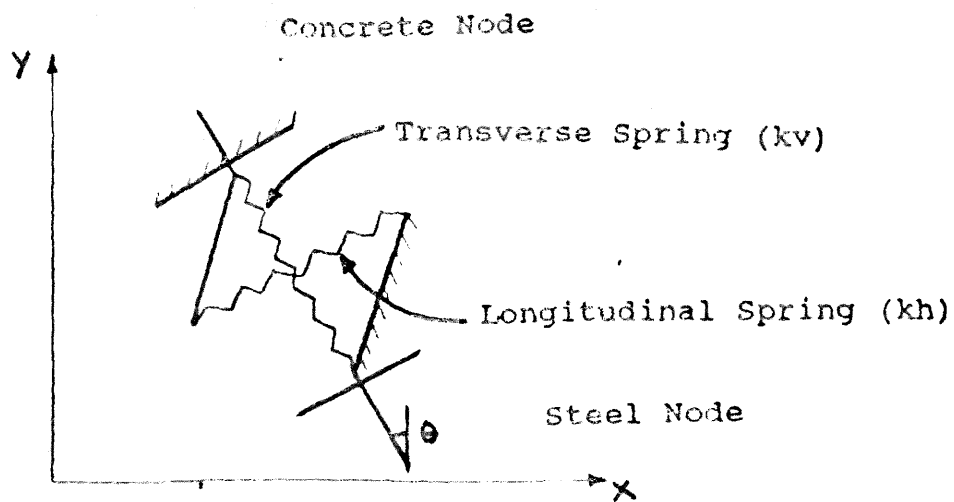 Concrete Node
Y
Transverse Spring (kv)
Longitudinal Spring (kh)
Steel Node
θ
X